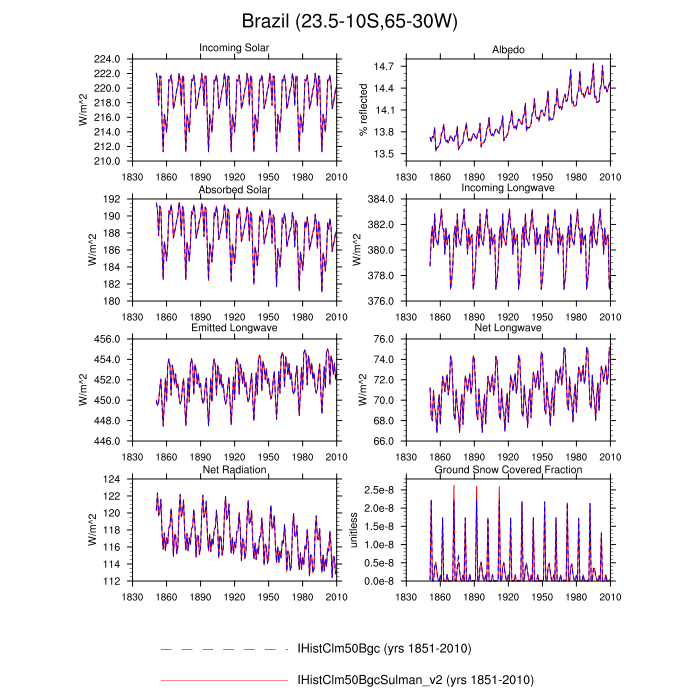 Brazil (23.5-10S,65-30W)
Incoming Solar
Albedo
W/m^2
224.0
222.0
220.0
218.0
216.0
214.0
212.0
210.0
1830 1860 1890 1920 1950 1980 2010
% reflected
14.7
14.4
14.1
13.8
13.5
1830 1860 1890 1920 1950 1980 2010
Absorbed Solar
Incoming Longwave
W/m^2
192
190
188
186
184
182
180
1830 1860 1890 1920 1950 1980 2010
W/m^2
384.0
382.0
380.0
378.0
376.0
1830 1860 1890 1920 1950 1980 2010
Emitted Longwave
Net Longwave
W/m^2
456.0
454.0
452.0
450.0
448.0
446.0
1830 1860 1890 1920 1950 1980 2010
W/m^2
76.0
74.0
72.0
70.0
68.0
66.0
1830 1860 1890 1920 1950 1980 2010
Net Radiation
Ground Snow Covered Fraction
W/m^2
124
122
120
118
116
114
112
1830 1860 1890 1920 1950 1980 2010
unitless
2.5e-8
2.0e-8
1.5e-8
1.0e-8
5.0e-9
0.0e-8
1830 1860 1890 1920 1950 1980 2010
IHistClm50Bgc (yrs 1851-2010)
IHistClm50BgcSulman_v2 (yrs 1851-2010)